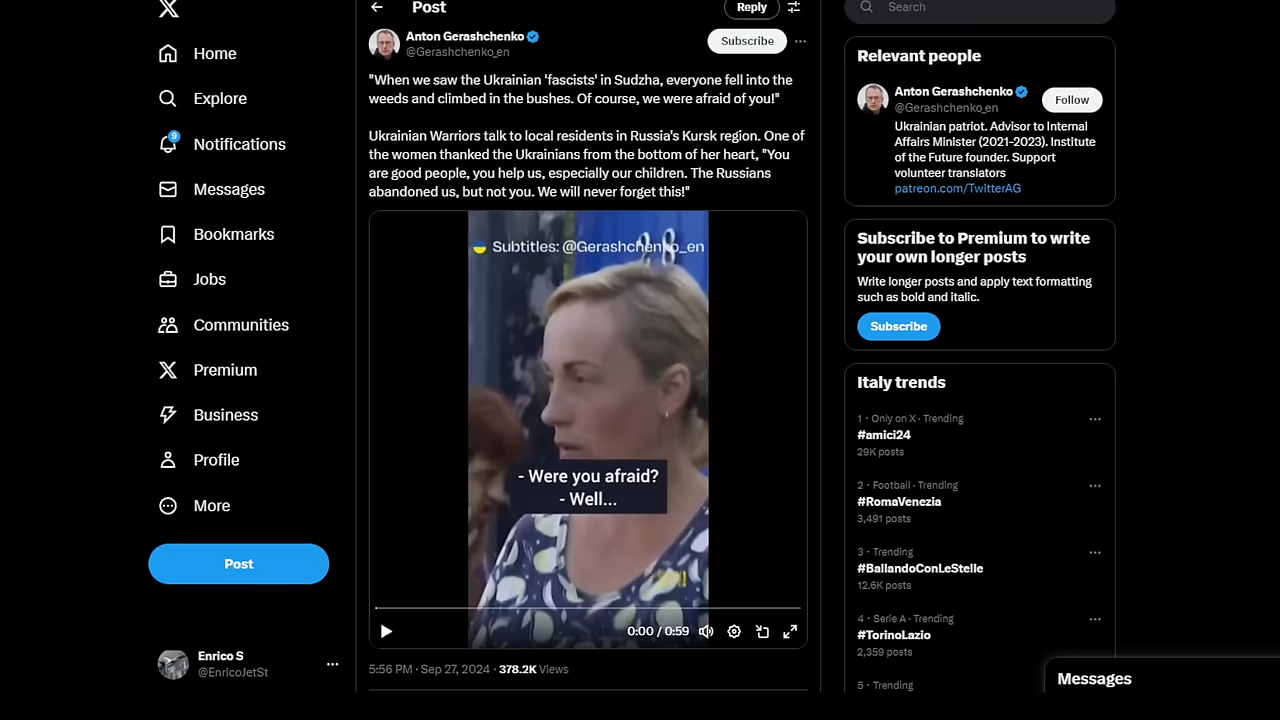 Home
Explore
9
Notifications
Messages
Bookmarks
Jobs
Communities
Premium
Business
Profile
More
Post
Enrico S
@EnricoJetSt
Post
Reply
Anton Gerashchenko
@Gerashchenko_en
Subscribe
"When we saw the Ukrainian 'fascists' in Sudzha, everyone fell into the
weeds and climbed in the bushes. Of course, we were afraid of you!"
Ukrainian Warriors talk to local residents in Russia's Kursk region. One of
the women thanked the Ukrainians from the bottom of her heart, "You
are good people, you help us, especially our children. The Russians
abandoned us, but not you. We will never forget this!"
28
Subtitles: @Gerashchenko_en
- Were you afraid?
- Well...
0:00 / 0:59
5:56 PM · Sep 27, 2024 · 378.2K Views
Search
Relevant people
Anton Gerashchenko
@Gerashchenko_en
Follow
Ukrainian patriot. Advisor to Internal
Affairs Minister (2021-2023). Institute
of the Future founder. Support
volunteer translators
patreon.com/TwitterAG
Subscribe to Premium to write
your own longer posts
Write longer posts and apply text formatting
such as bold and italic.
Subscribe
Italy trends
1 · Only on X · Trending
#amici24
29K posts
2 · Football · Trending
#RomaVenezia
3,491 posts
3 · Trending
#BallandoConLeStelle
12.6K posts
4 · Serie A · Trending
#TorinoLazio
2,359 posts
5 · Trending
Messages